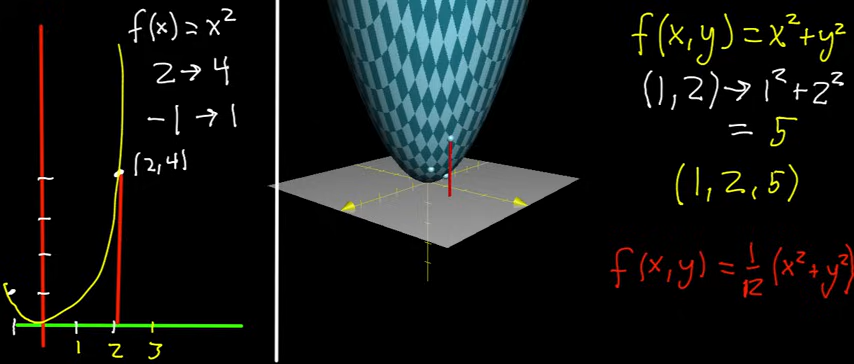 f(x) = x²
2 → 4
-1 → 1
(2,4)
1 2 3
f(x,y) = x²+y²
(1,2) → 1²+2²
= 5
(1,2,5)
f(x,y) = 1/12 (x²+y²)